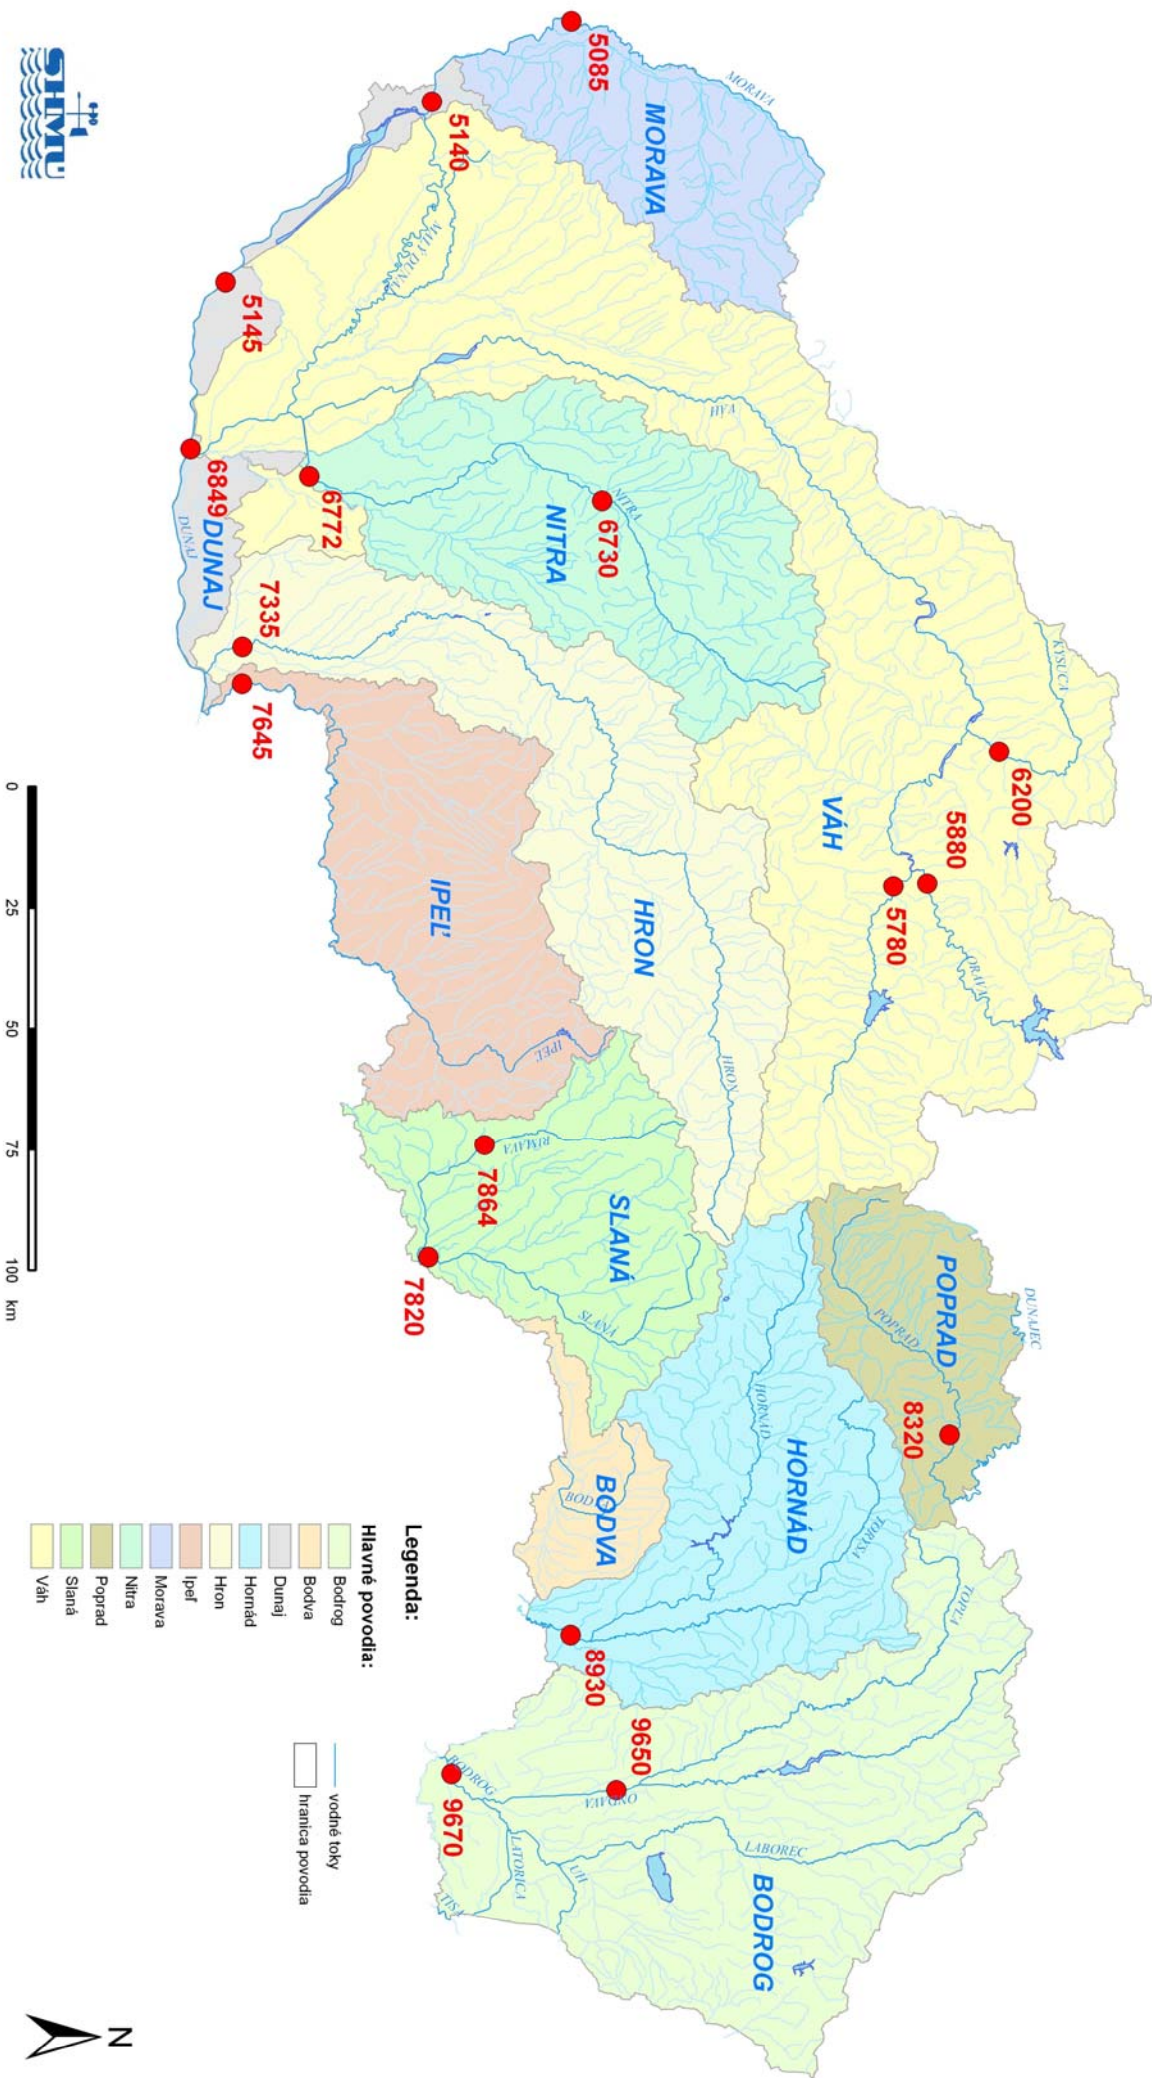 SHMÚ
MORAVA
5085
MORAVA
5140
MALÝ DUNAJ
5145
VÁH
6849
DUNAJ
DUNAJ
6772
NITRA
6730
NITRA
7335
7645
KYSUCA
6200
VÁH
5880
5780
ORAVA
HRON
HRON
IPEĽ
IPEĽ
RIMAVA
7864
SLANÁ
SLANÁ
7820
POPRAD
POPRAD
DUNAJEC
8320
HORNÁD
HORNÁD
TORYSA
BODVA
8930
TOPĽA
9650
BODROG
9670
LATORICA
UH
LABOREC
TISA
BODROG
0 25 50 75 100 km
Legenda:
Hlavné povodia:
Bodrog
Bodva
Dunaj
Hornád
Hron
Ipeľ
Morava
Nitra
Poprad
Slaná
Váh
vodné toky
hranica povodia
N